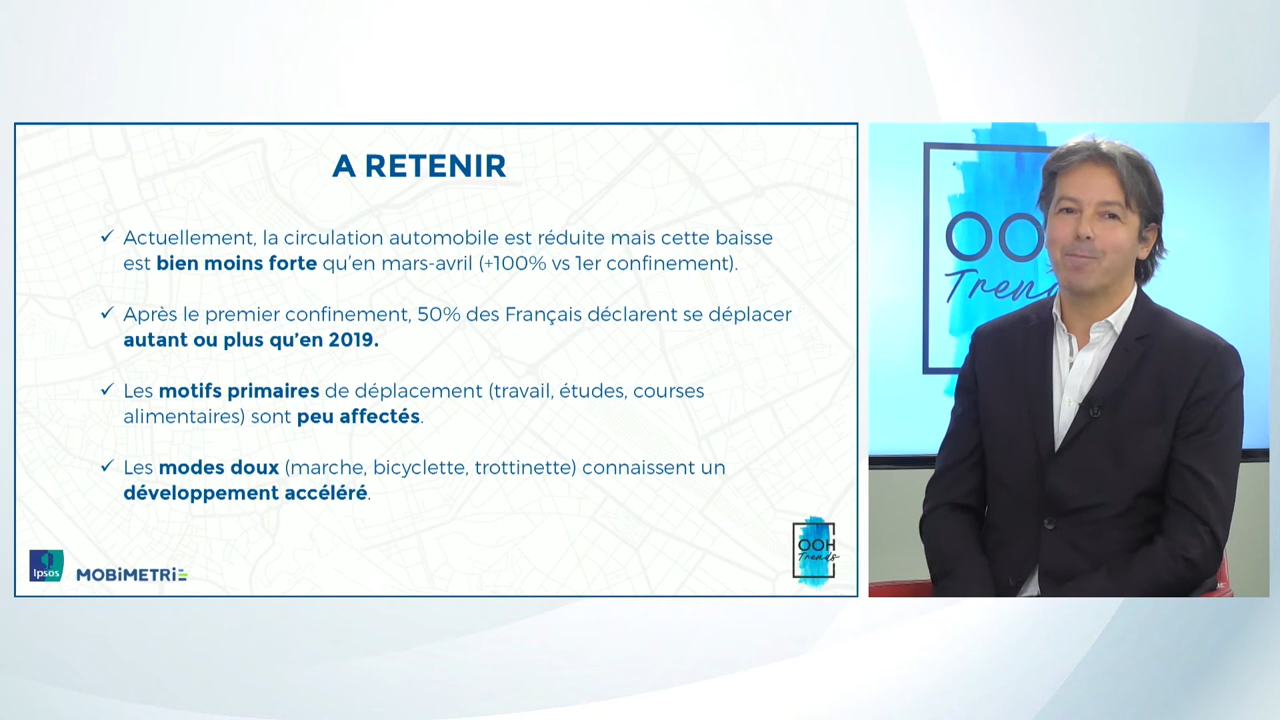 A RETENIR
✓ Actuellement, la circulation automobile est réduite mais cette baisse
est bien moins forte qu'en mars-avril (+100% vs 1er confinement).
✓ Après le premier confinement, 50% des Français déclarent se déplacer
autant ou plus qu'en 2019.
✓ Les motifs primaires de déplacement (travail, études, courses
alimentaires) sont peu affectés.
✓ Les modes doux (marche, bicyclette, trottinette) connaissent un
développement accéléré.
Ipsos
MOBiMETRiE
OOH
Trends
OO
Tren